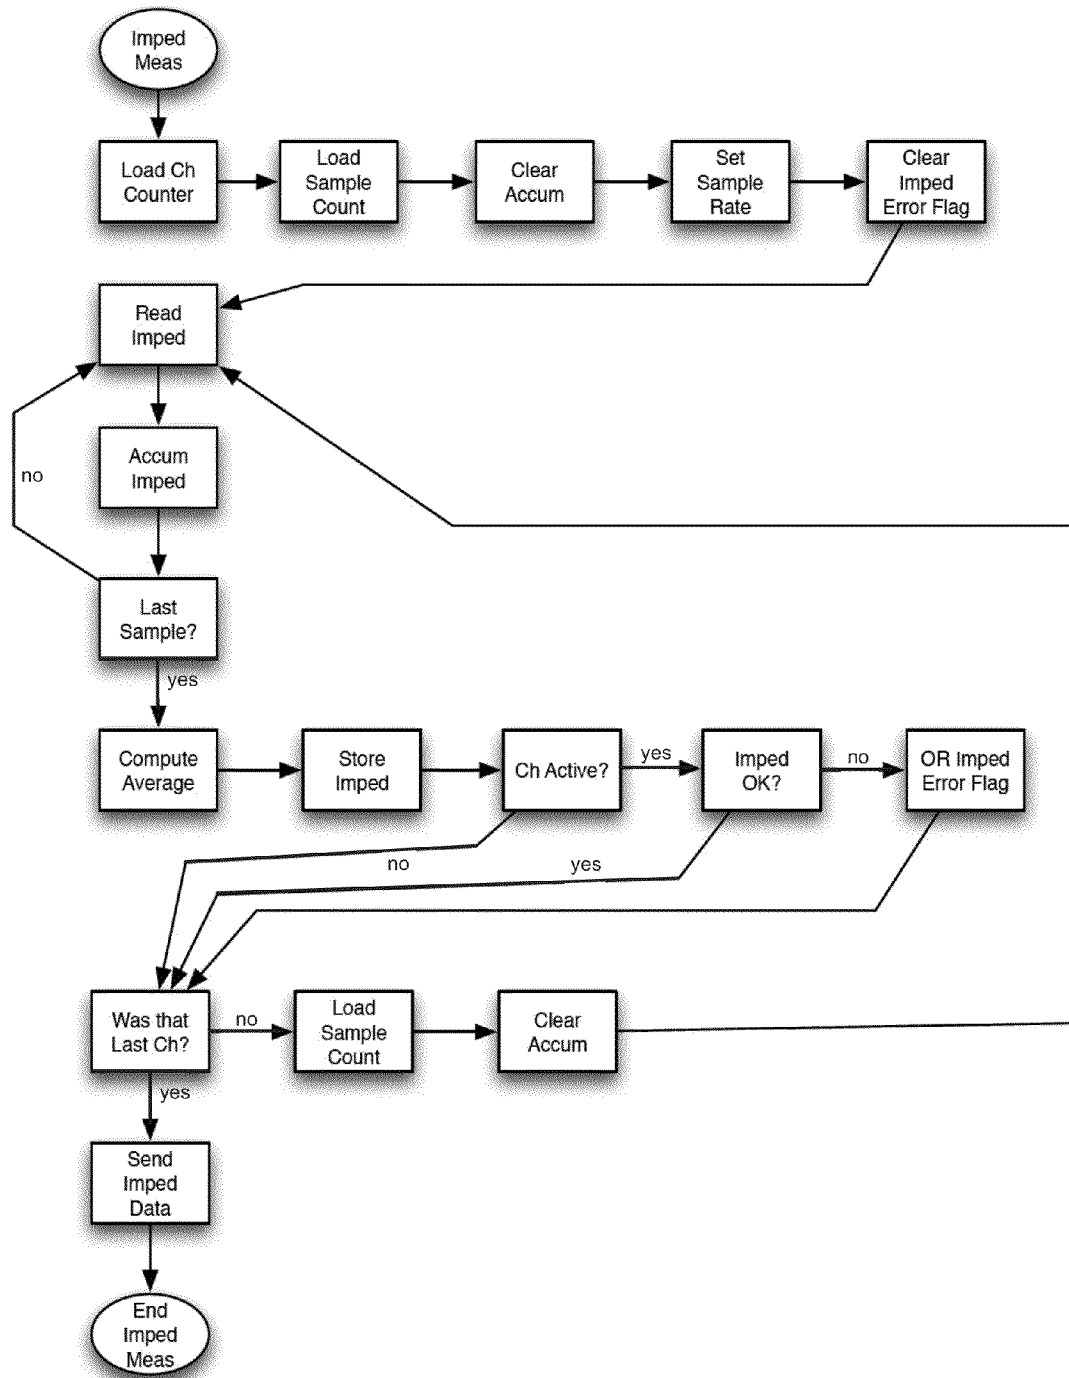 Imped
Meas
Load Ch
Counter
Load
Sample
Count
Clear
Accum
Set
Sample
Rate
Clear
Imped
Error Flag
Read
Imped
Accum
Imped
no
Last
Sample?
yes
Compute
Average
Store
Imped
Ch Active?
yes
Imped
OK?
no
OR Imped
Error Flag
no
yes
Was that
Last Ch?
no
Load
Sample
Count
Clear
Accum
yes
Send
Imped
Data
End
Imped
Meas